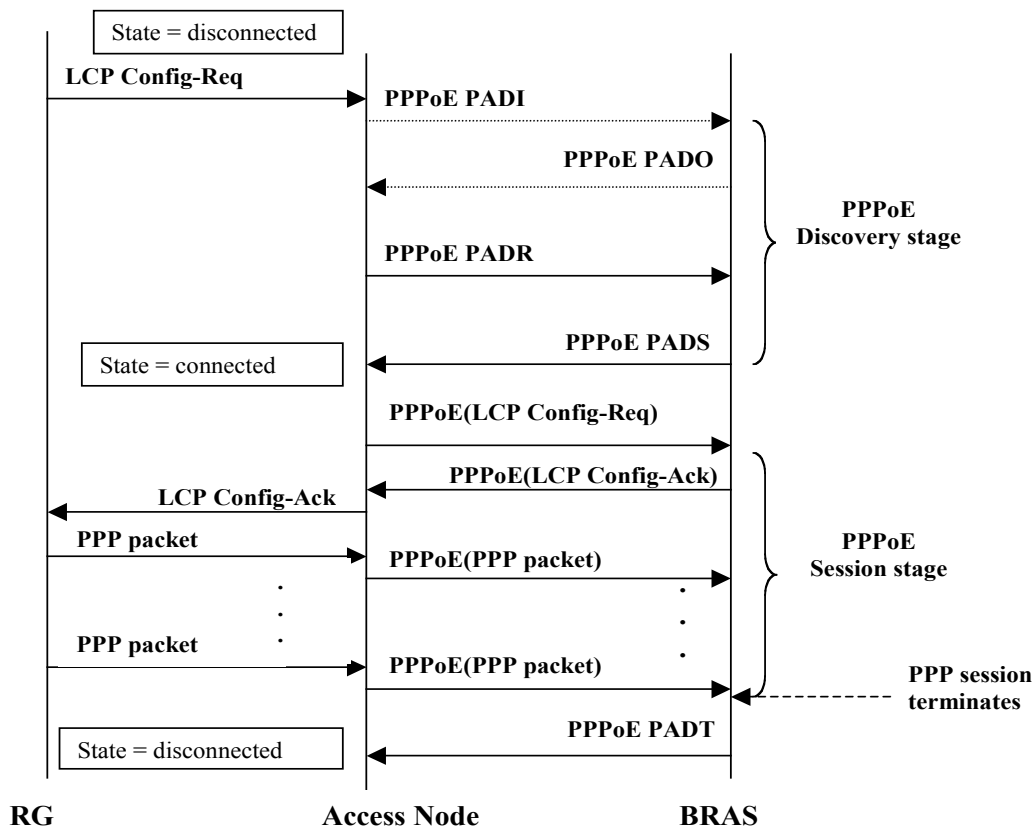 State = disconnected
LCP Config-Req
PPPoE PADI
PPPoE PADO
PPPoE
Discovery stage
PPPoE PADR
PPPoE PADS
State = connected
PPPoE(LCP Config-Req)
PPPoE(LCP Config-Ack)
LCP Config-Ack
PPP packet
PPPoE(PPP packet)
PPPoE
Session stage
PPP packet
PPPoE(PPP packet)
PPP session
terminates
PPPoE PADT
State = disconnected
RG
Access Node
BRAS